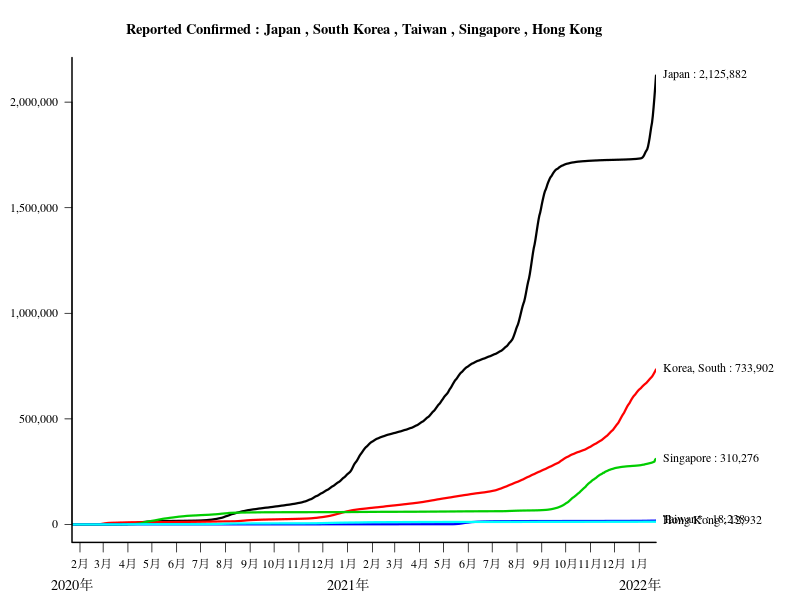 Reported Confirmed : Japan , South Korea , Taiwan , Singapore , Hong Kong
Japan : 2,125,882
2,000,000
1,500,000
1,000,000
Korea, South : 733,902
500,000
Singapore : 310,276
0
2月 3月 4月 5月 6月 7月 8月 9月 10月 11月 12月 1月 2月 3月 4月 5月 6月 7月 8月 9月 10月 11月 12月 1月
2020年 2021年 2022年